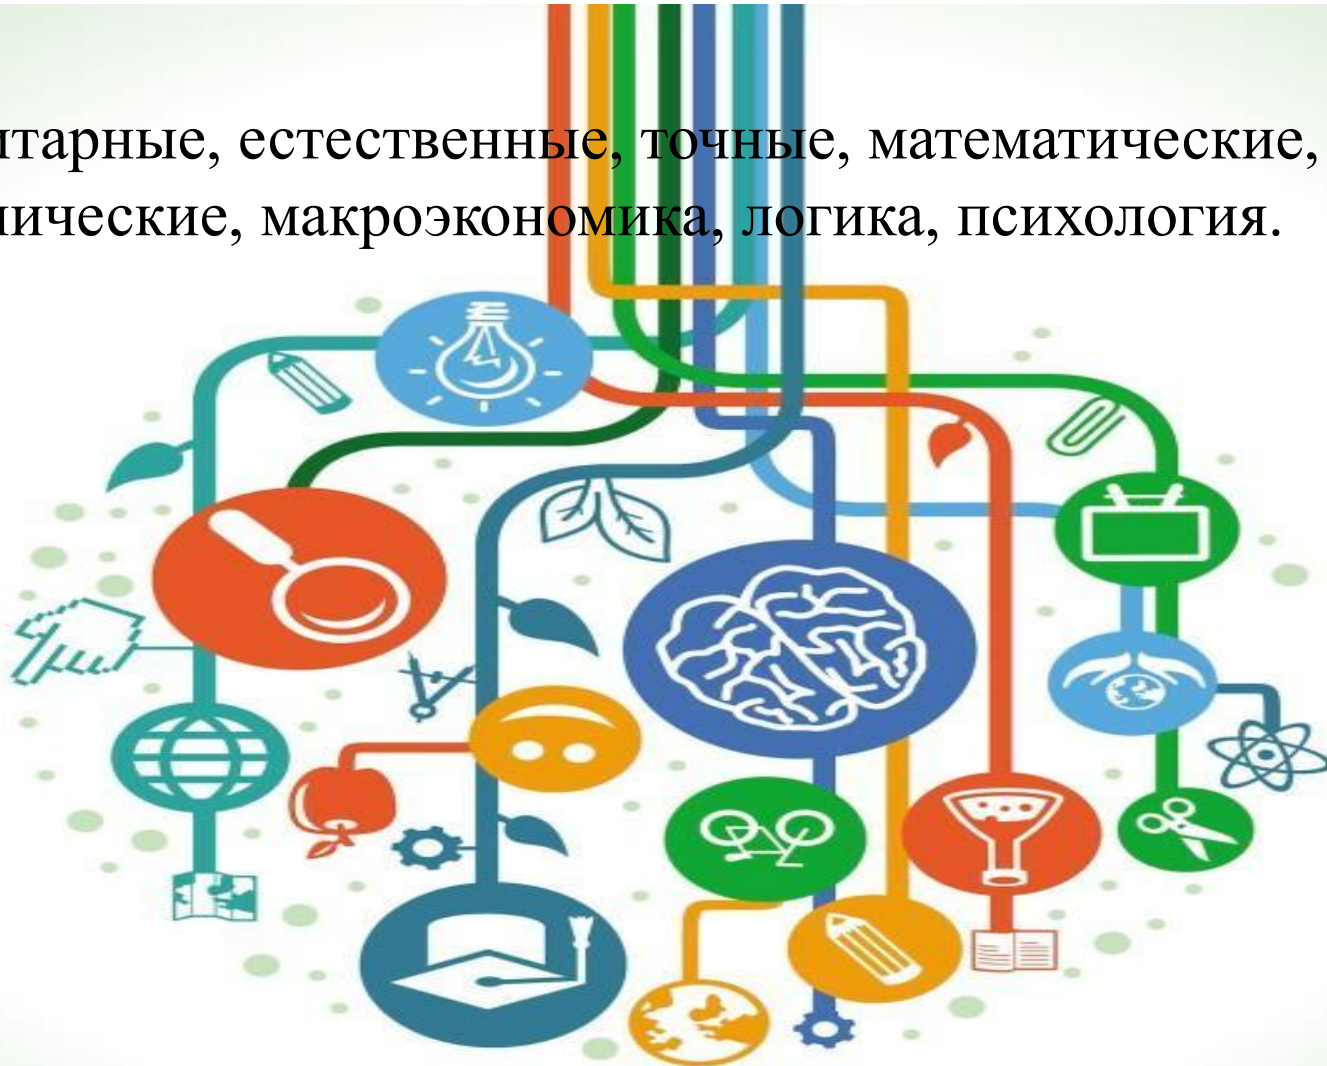 итарные, естественные, точные, математические,
ические, макроэкономика, логика, психология.